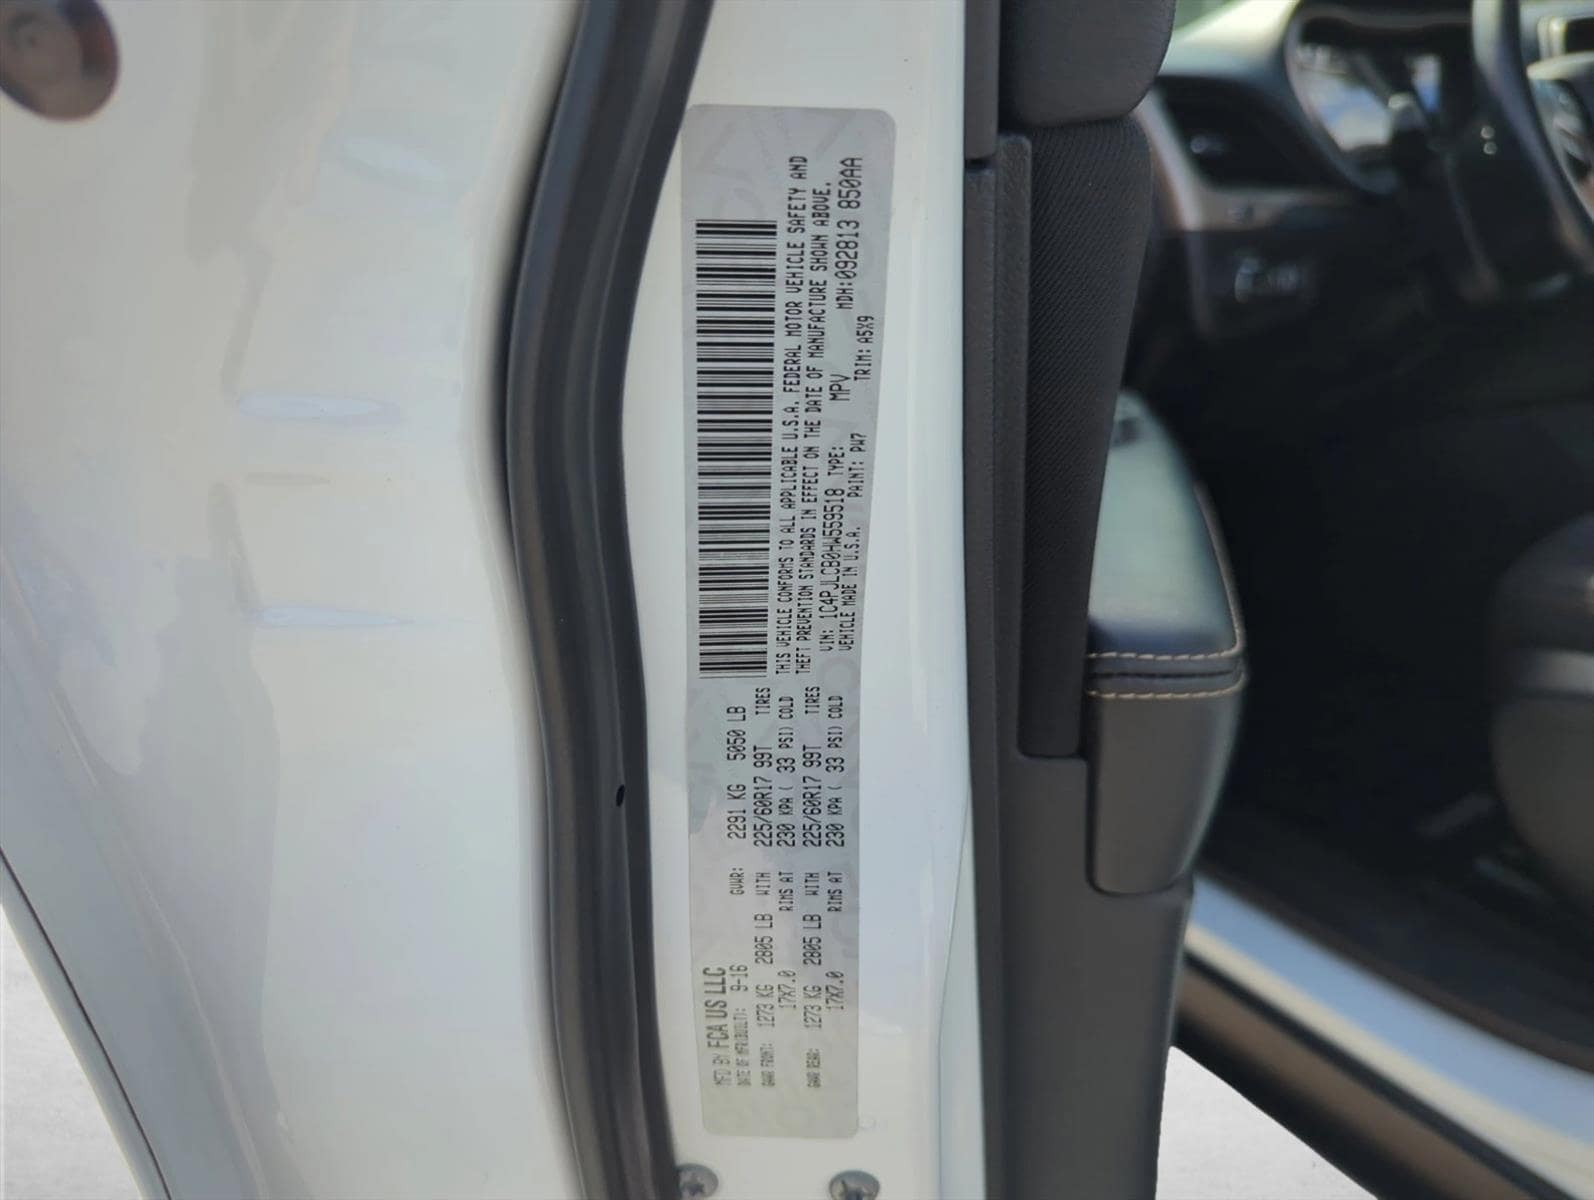 MFD BY FCA US LLC
DATE OF MFR(BUILT): 9-16 GVWR: 2291 KG 5050 LB
GAWR FRONT: 1273 KG 2805 LB WITH 225/60R17 99T TIRES
17X7.0 RIMS AT 230 KPA ( 33 PSI) COLD
GAWR REAR: 1273 KG 2805 LB WITH 225/60R17 99T TIRES
17X7.0 RIMS AT 230 KPA ( 33 PSI) COLD
THIS VEHICLE CONFORMS TO ALL APPLICABLE U.S.A. FEDERAL MOTOR VEHICLE SAFETY AND
THEFT PREVENTION STANDARDS IN EFFECT ON THE DATE OF MANUFACTURE SHOWN ABOVE.
VIN: 1C4PJLCB0HW559518 TYPE: MPV MDH:092813 850AA
VEHICLE MADE IN U.S.A. PAINT: PW7 TRIM: A5X9